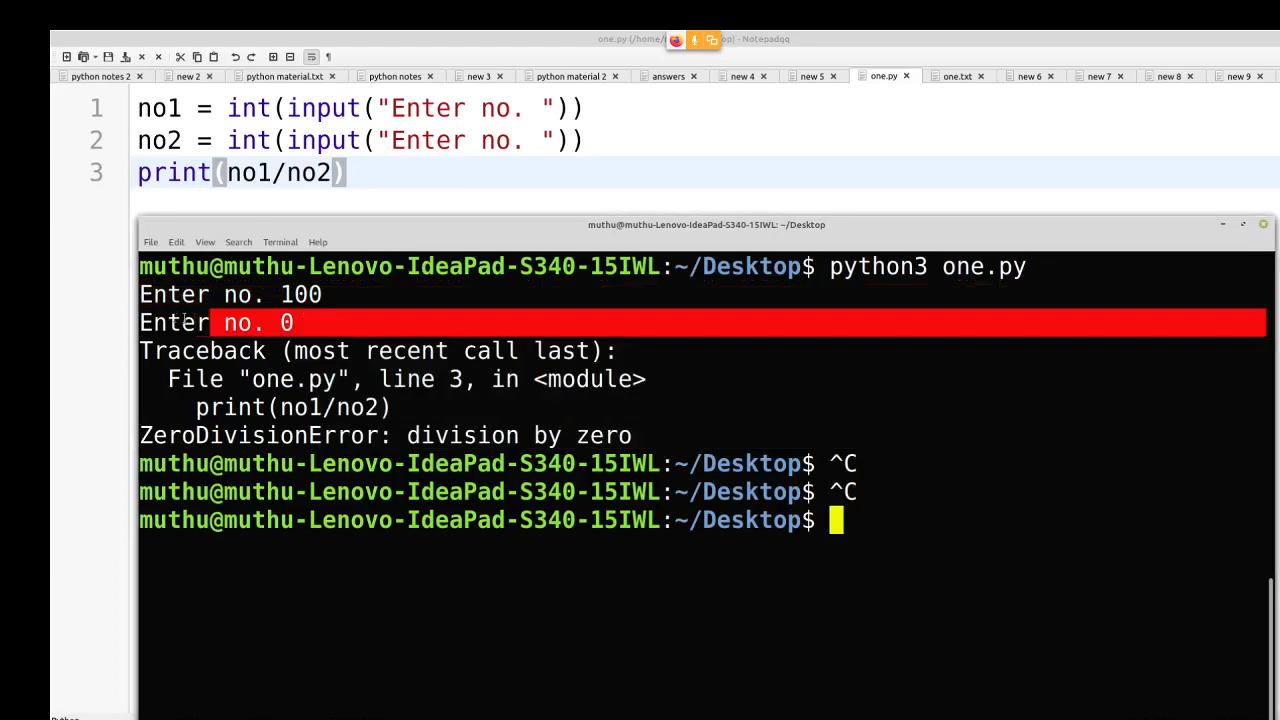 one.py (/home/ top) - Notepadqq
python notes 2 new 2 python material.txt python notes new 3 python material 2 answers new 4 new 5 one.py one.txt new 6 new 7 new 8 new 9
1 no1 = int(input("Enter no. "))
2 no2 = int(input("Enter no. "))
3 print(no1/no2)
muthu@muthu-Lenovo-IdeaPad-S340-15IWL: ~/Desktop
File Edit View Search Terminal Help
muthu@muthu-Lenovo-IdeaPad-S340-15IWL:~/Desktop$ python3 one.py
Enter no. 100
Enter no. 0
Traceback (most recent call last):
File "one.py", line 3, in <module>
print(no1/no2)
ZeroDivisionError: division by zero
muthu@muthu-Lenovo-IdeaPad-S340-15IWL:~/Desktop$ ^C
muthu@muthu-Lenovo-IdeaPad-S340-15IWL:~/Desktop$ ^C
muthu@muthu-Lenovo-IdeaPad-S340-15IWL:~/Desktop$